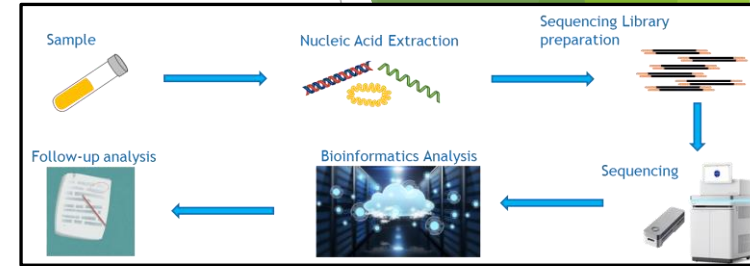 Sample
Nucleic Acid Extraction
Sequencing Library
preparation
Sequencing
Bioinformatics Analysis
Follow-up analysis